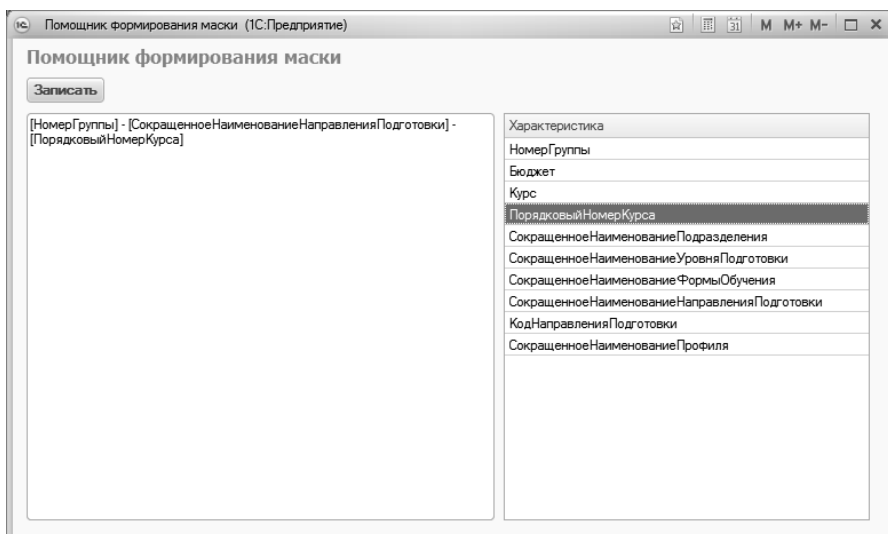 Помощник формирования маски (1С:Предприятие)
31 M M+ M-
Помощник формирования маски
Записать
[НомерГруппы] - [СокращенноеНаименованиеНаправленияПодготовки] -
[ПорядковыйНомерКурса]
Характеристика
НомерГруппы
Бюджет
Курс
ПорядковыйНомерКурса
СокращенноеНаименованиеПодразделения
СокращенноеНаименованиеУровняПодготовки
СокращенноеНаименованиеФормыОбучения
СокращенноеНаименованиеНаправленияПодготовки
КодНаправленияПодготовки
СокращенноеНаименованиеПрофиля